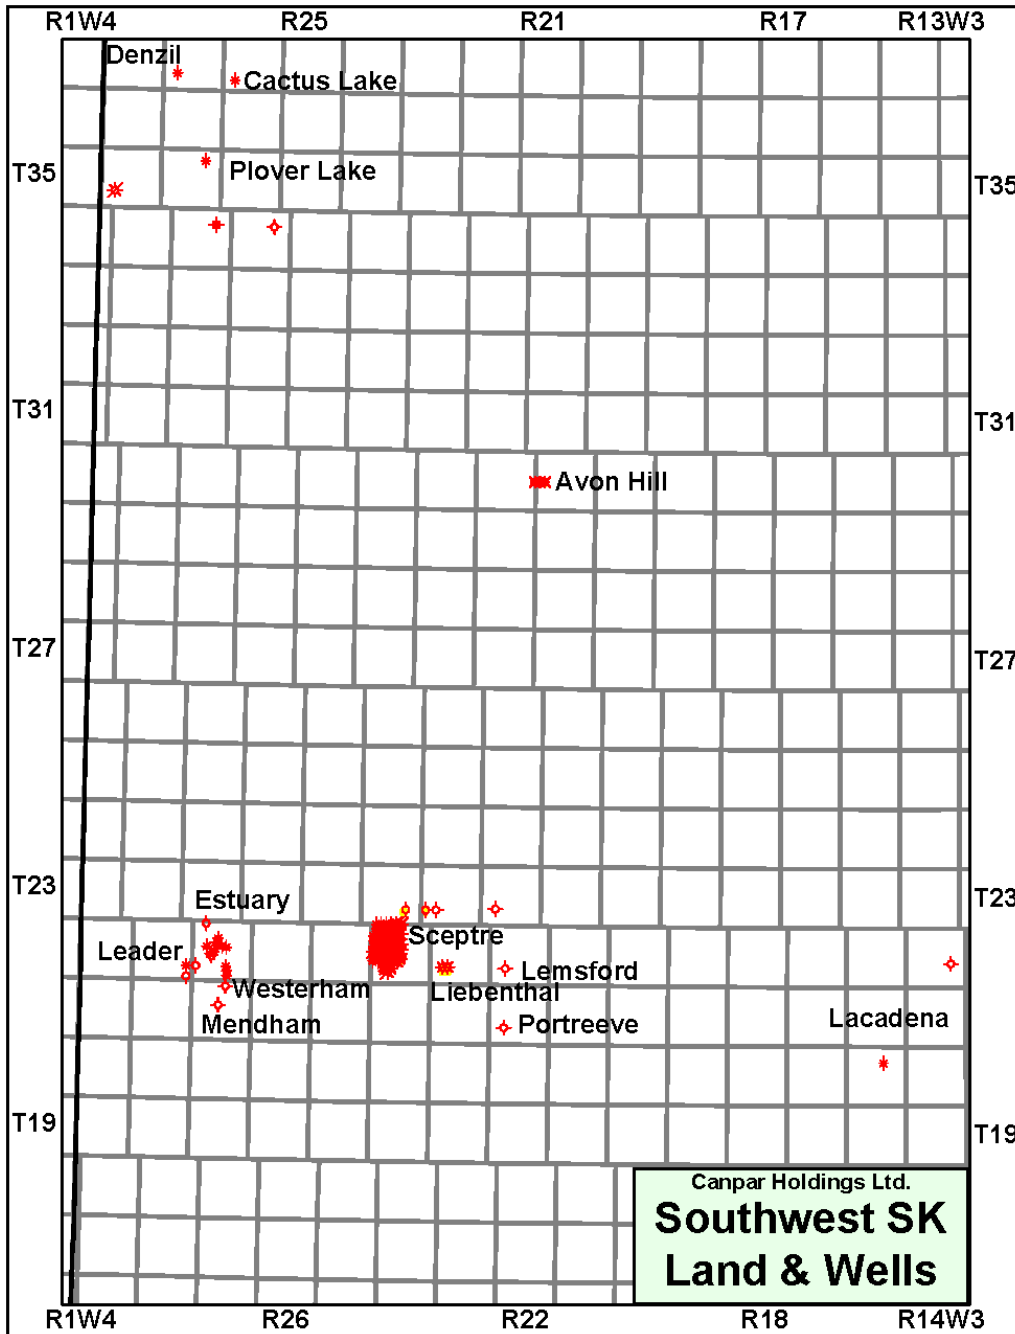 R1W4 R25 R21 R17 R13W3
Denzil
Cactus Lake
Plover Lake
T35 T35
T31 T31
Avon Hill
T27 T27
T23 T23
Estuary
Sceptre
Leader
Lemsford
Westerham Liebenthal
Mendham Portreeve Lacadena
T19 T19
Canpar Holdings Ltd.
Southwest SK
Land & Wells
R1W4 R26 R22 R18 R14W3